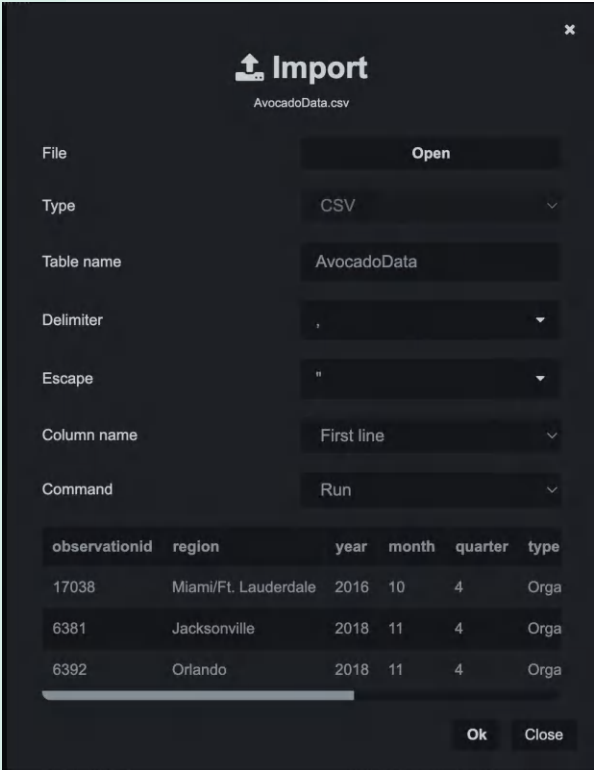 Import
AvocadoData.csv
File Open
Type CSV
Table name AvocadoData
Delimiter ,
Escape "
Column name First line
Command Run
observationid region year month quarter type
17038 Miami/Ft. Lauderdale 2016 10 4 Orga
6381 Jacksonville 2018 11 4 Orga
6392 Orlando 2018 11 4 Orga
Ok Close